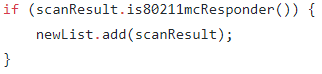 if (scanResult.is80211mcResponder()) {
    newList.add(scanResult);
}